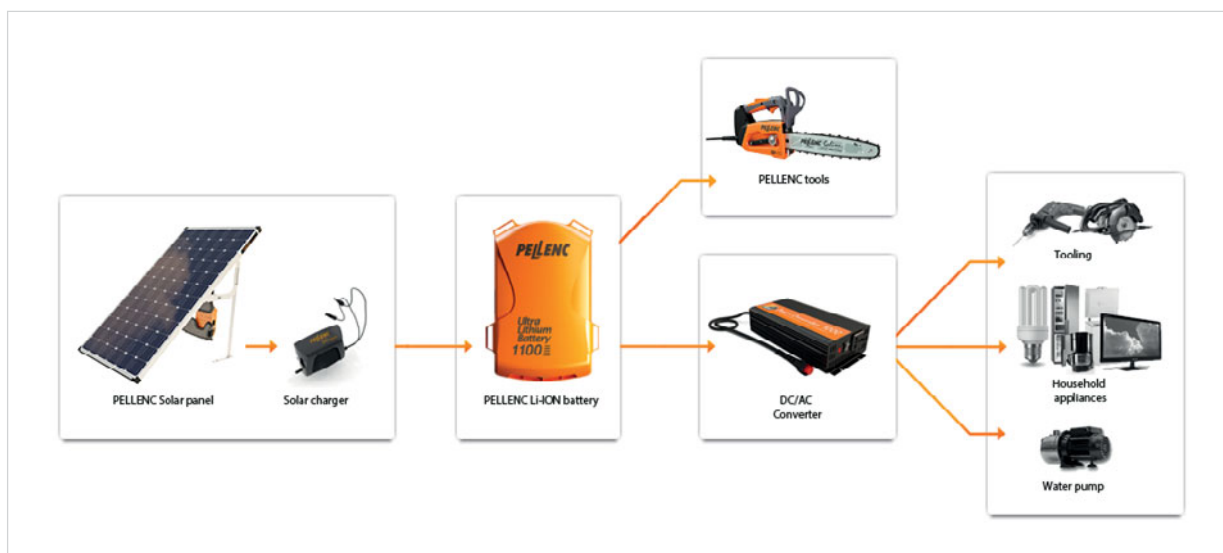 PELLENC tools
PELLENC
Ultra
Lithium
Battery
1100
Tooling
PELLENC Solar panel
Solar charger
PELLENC Li-ION battery
DC/AC
Converter
Household
appliances
Water pump